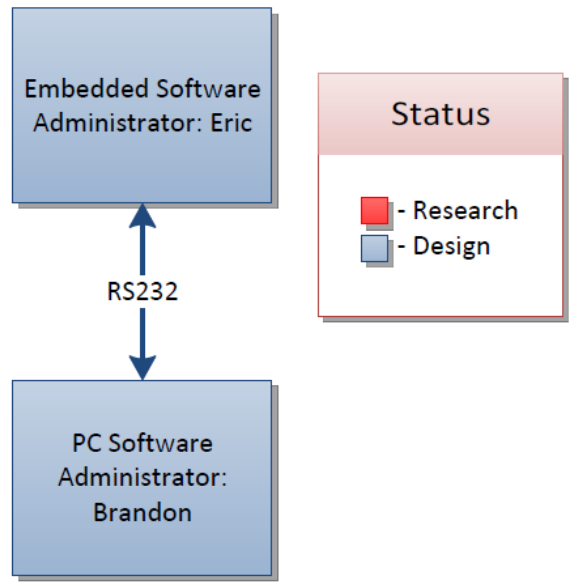 Embedded Software
Administrator: Eric
RS232
PC Software
Administrator:
Brandon
Status
- Research
- Design